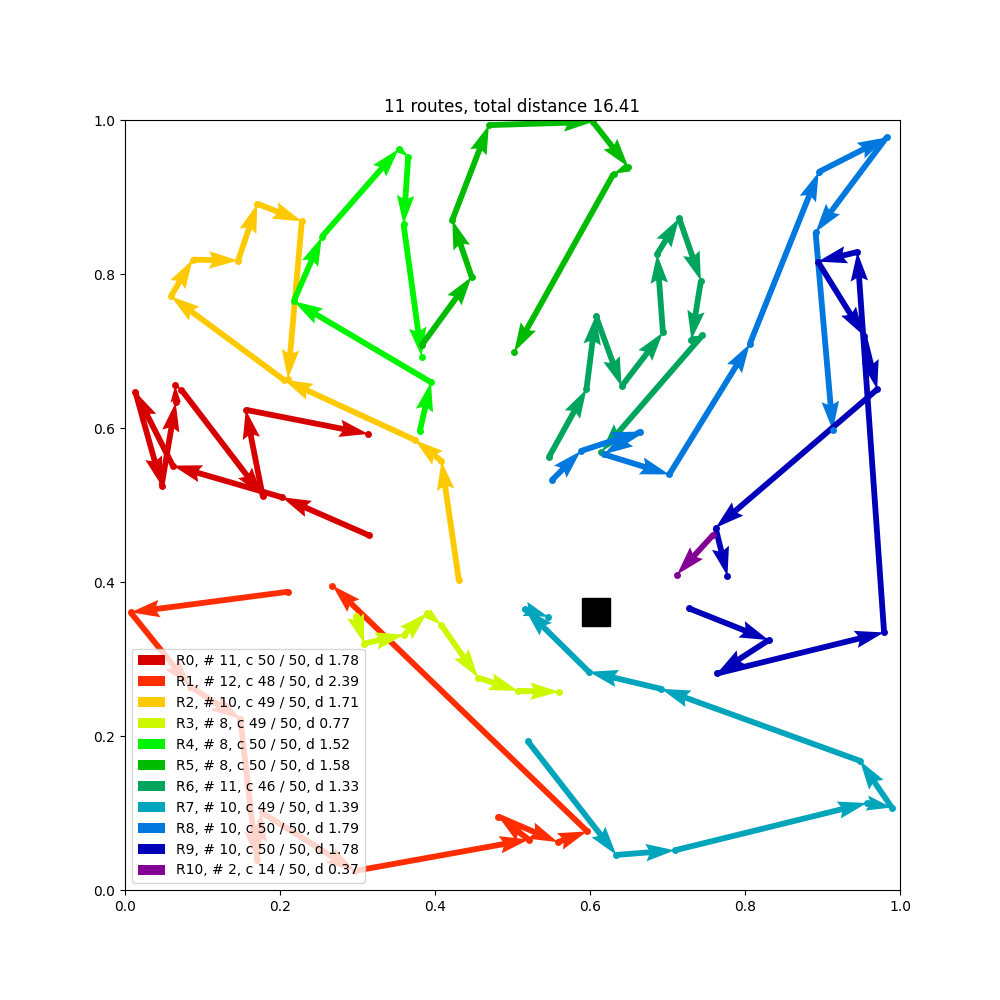 11 routes, total distance 16.41
1.0
0.8
0.6
0.4
0.2
0.0
R0, # 11, c 50 / 50, d 1.78
R1, # 12, c 48 / 50, d 2.39
R2, # 10, c 49 / 50, d 1.71
R3, # 8, c 49 / 50, d 0.77
R4, # 8, c 50 / 50, d 1.52
R5, # 8, c 50 / 50, d 1.58
R6, # 11, c 46 / 50, d 1.33
R7, # 10, c 49 / 50, d 1.39
R8, # 10, c 50 / 50, d 1.79
R9, # 10, c 50 / 50, d 1.78
R10, # 2, c 14 / 50, d 0.37
0.0 0.2 0.4 0.6 0.8 1.0